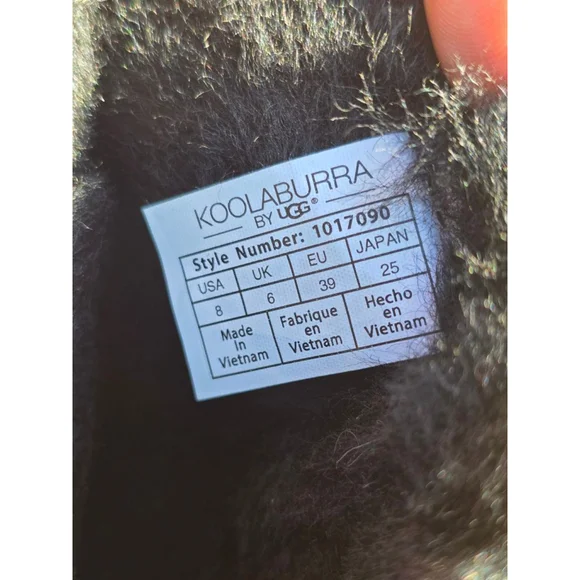 KOOLABURRA
BY UGG®
Style Number: 1017090
USA UK EU JAPAN
8 6 39 25
Made in Vietnam
Fabrique en Vietnam
Hecho en Vietnam